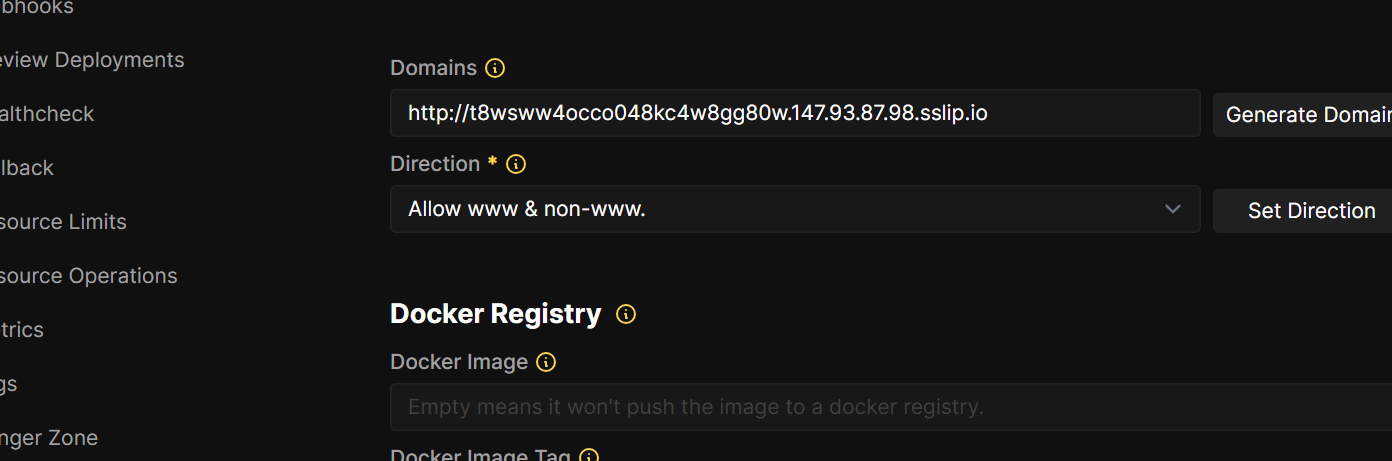 bhooks
eview Deployments
althcheck
lback
source Limits
source Operations
trics
gs
nger Zone
Domains
http://t8wsww4occo048kc4w8gg80w.147.93.87.98.sslip.io
Generate Domain
Direction *
Allow www & non-www.
Set Direction
Docker Registry
Docker Image
Empty means it won't push the image to a docker registry.
Docker Image Tag